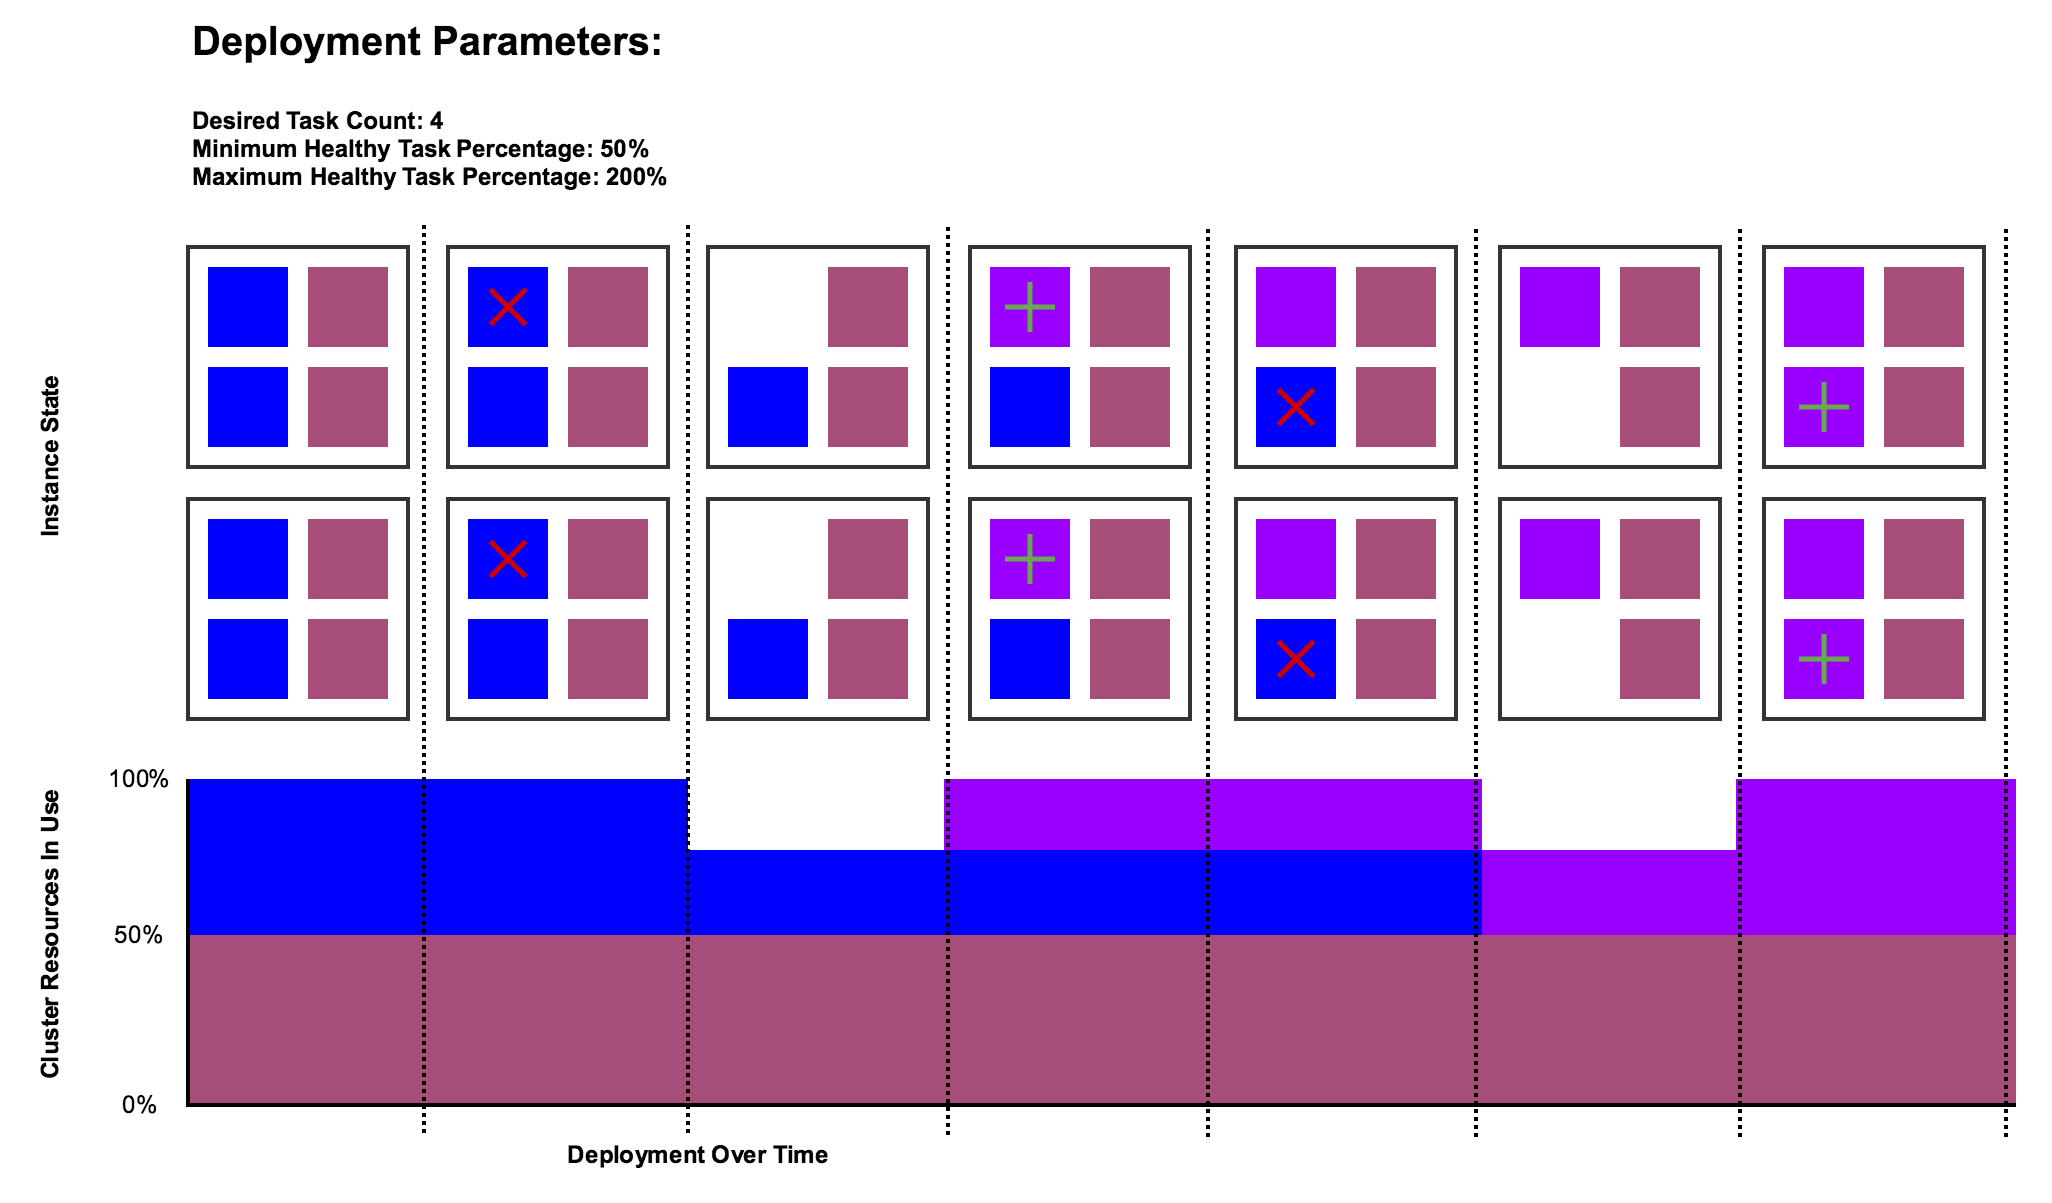 Deployment Parameters:
Desired Task Count: 4
Minimum Healthy Task Percentage: 50%
Maximum Healthy Task Percentage: 200%
Instance State
Cluster Resources In Use
100%
50%
0%
Deployment Over Time